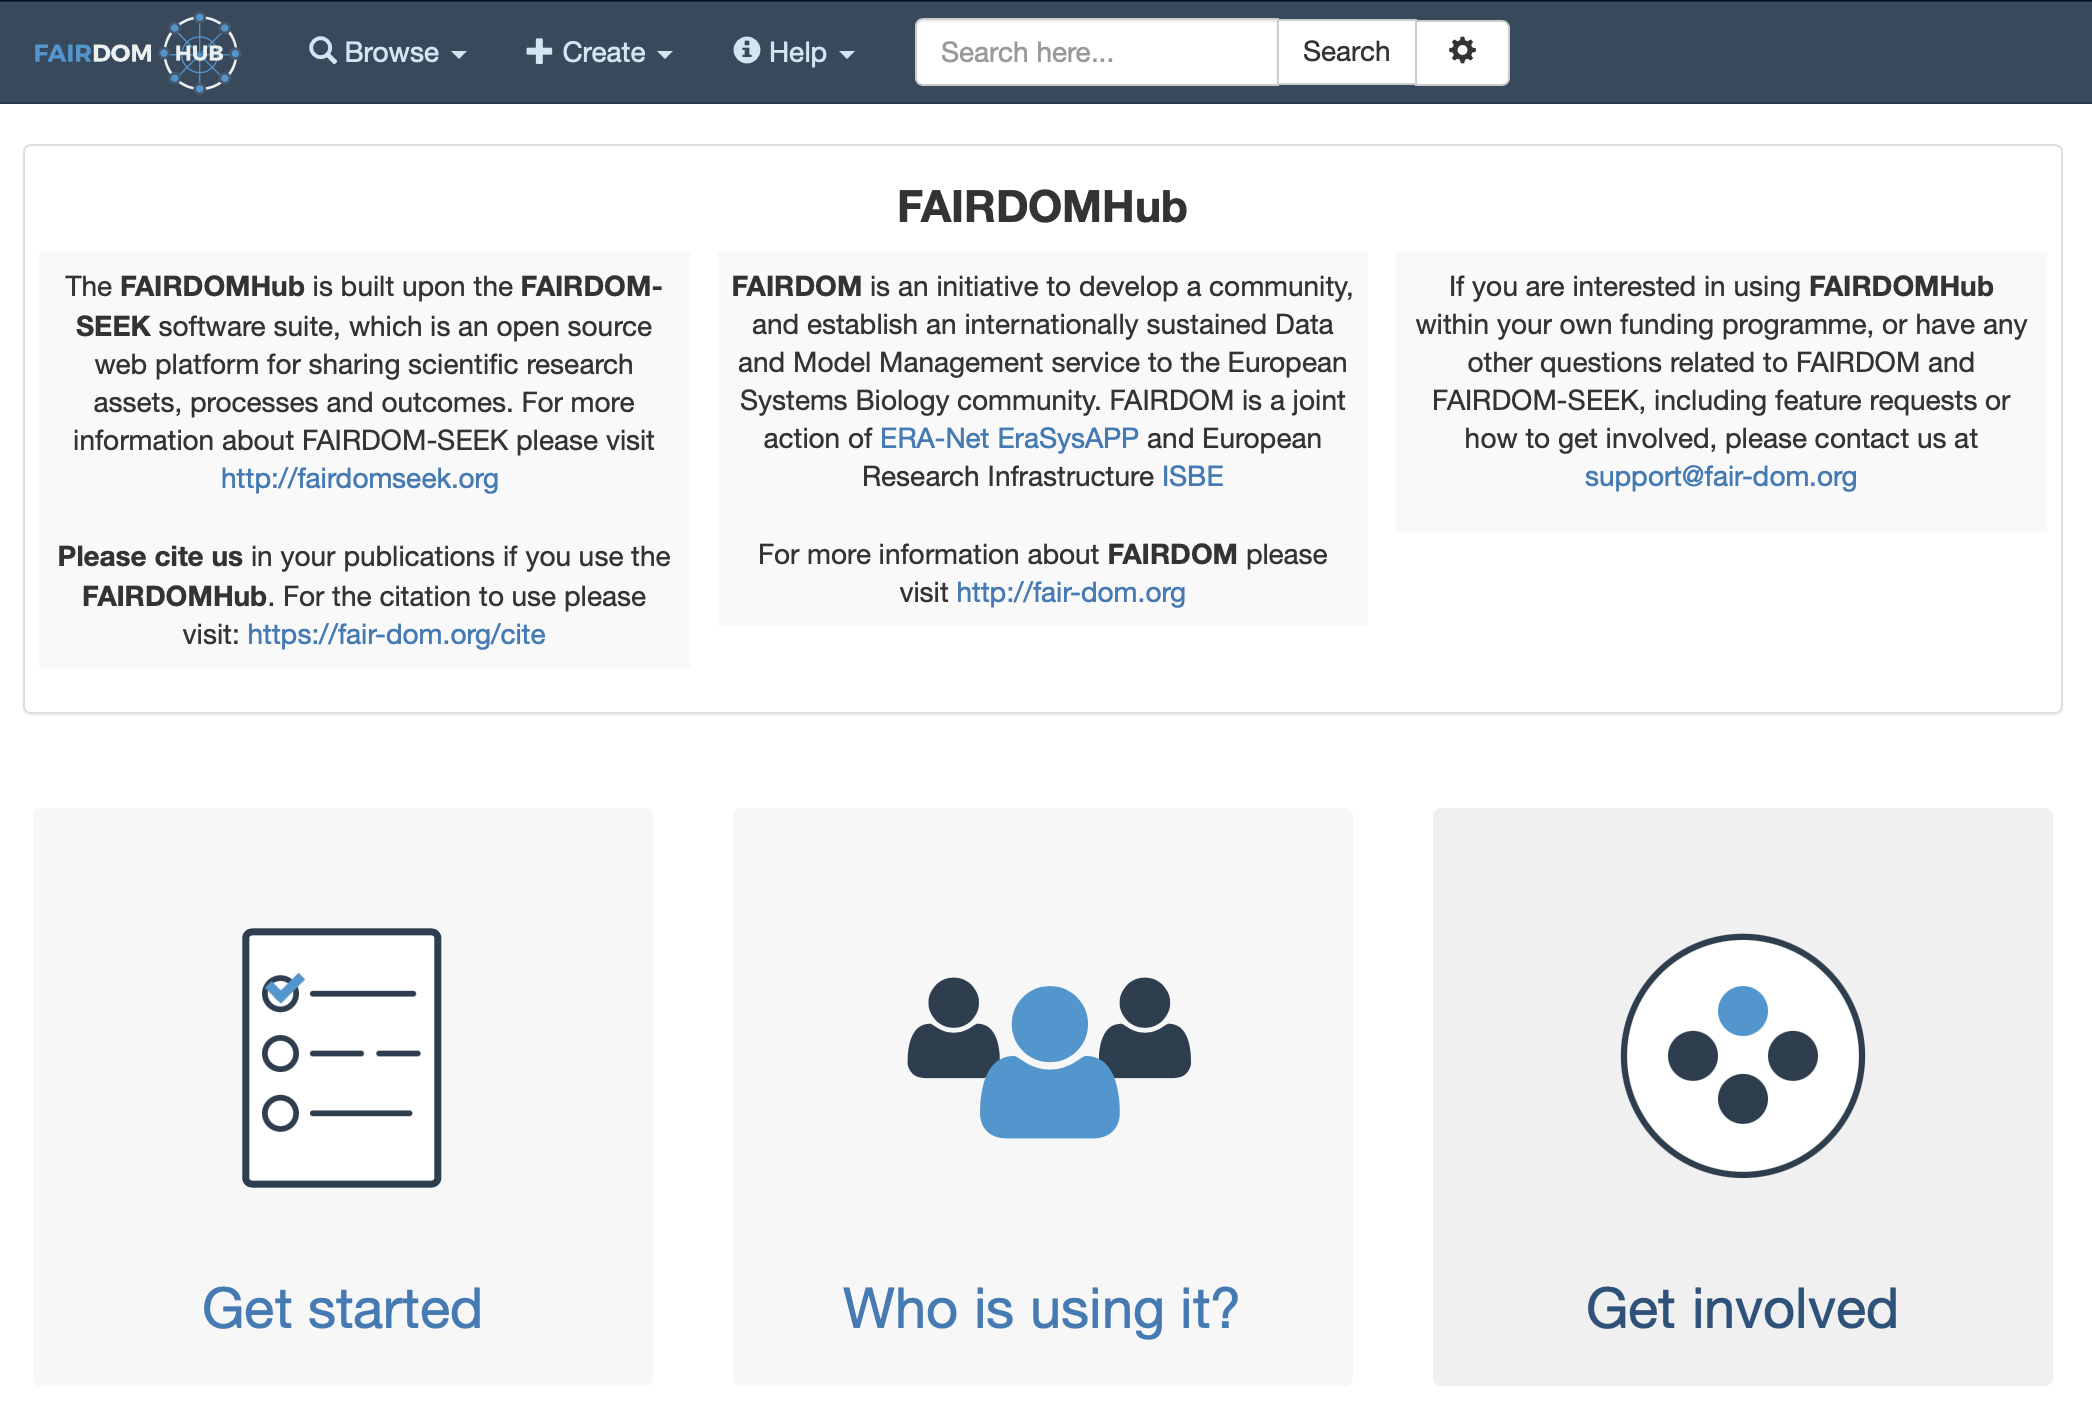 FAIRDOM HUB Browse Create Help Search here... Search
FAIRDOMHub
The FAIRDOMHub is built upon the FAIRDOM-
SEEK software suite, which is an open source
web platform for sharing scientific research
assets, processes and outcomes. For more
information about FAIRDOM-SEEK please visit
http://fairdomseek.org
Please cite us in your publications if you use the
FAIRDOMHub. For the citation to use please
visit: https://fair-dom.org/cite
FAIRDOM is an initiative to develop a community,
and establish an internationally sustained Data
and Model Management service to the European
Systems Biology community. FAIRDOM is a joint
action of ERA-Net EraSysAPP and European
Research Infrastructure ISBE
For more information about FAIRDOM please
visit http://fair-dom.org
If you are interested in using FAIRDOMHub
within your own funding programme, or have any
other questions related to FAIRDOM and
FAIRDOM-SEEK, including feature requests or
how to get involved, please contact us at
support@fair-dom.org
Get started
Who is using it?
Get involved